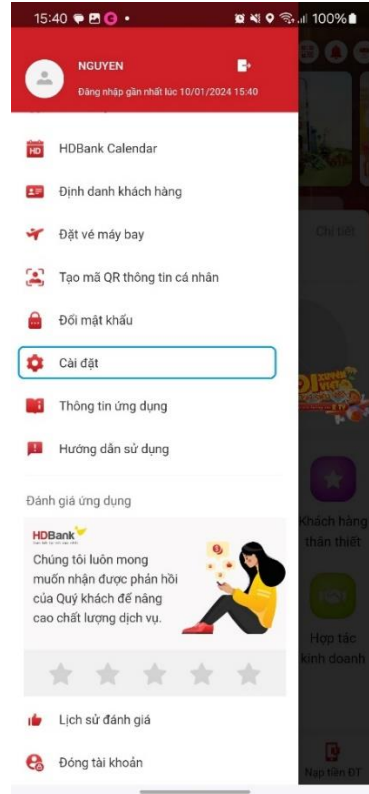 15:40
100%
NGUYEN
Đăng nhập gần nhất lúc 10/01/2024 15:40
HD
HDBank Calendar
Định danh khách hàng
Đặt vé máy bay
Chi tiết
Tạo mã QR thông tin cá nhân
Đổi mật khẩu
Cài đặt
Thông tin ứng dụng
Hướng dẫn sử dụng
Đánh giá ứng dụng
Khách hàng
thân thiết
HDBank
Chúng tôi luôn mong
muốn nhận được phản hồi
của Quý khách để nâng
cao chất lượng dịch vụ.
Hợp tác
kinh doanh
Lịch sử đánh giá
Đóng tài khoản
Nạp tiền ĐT